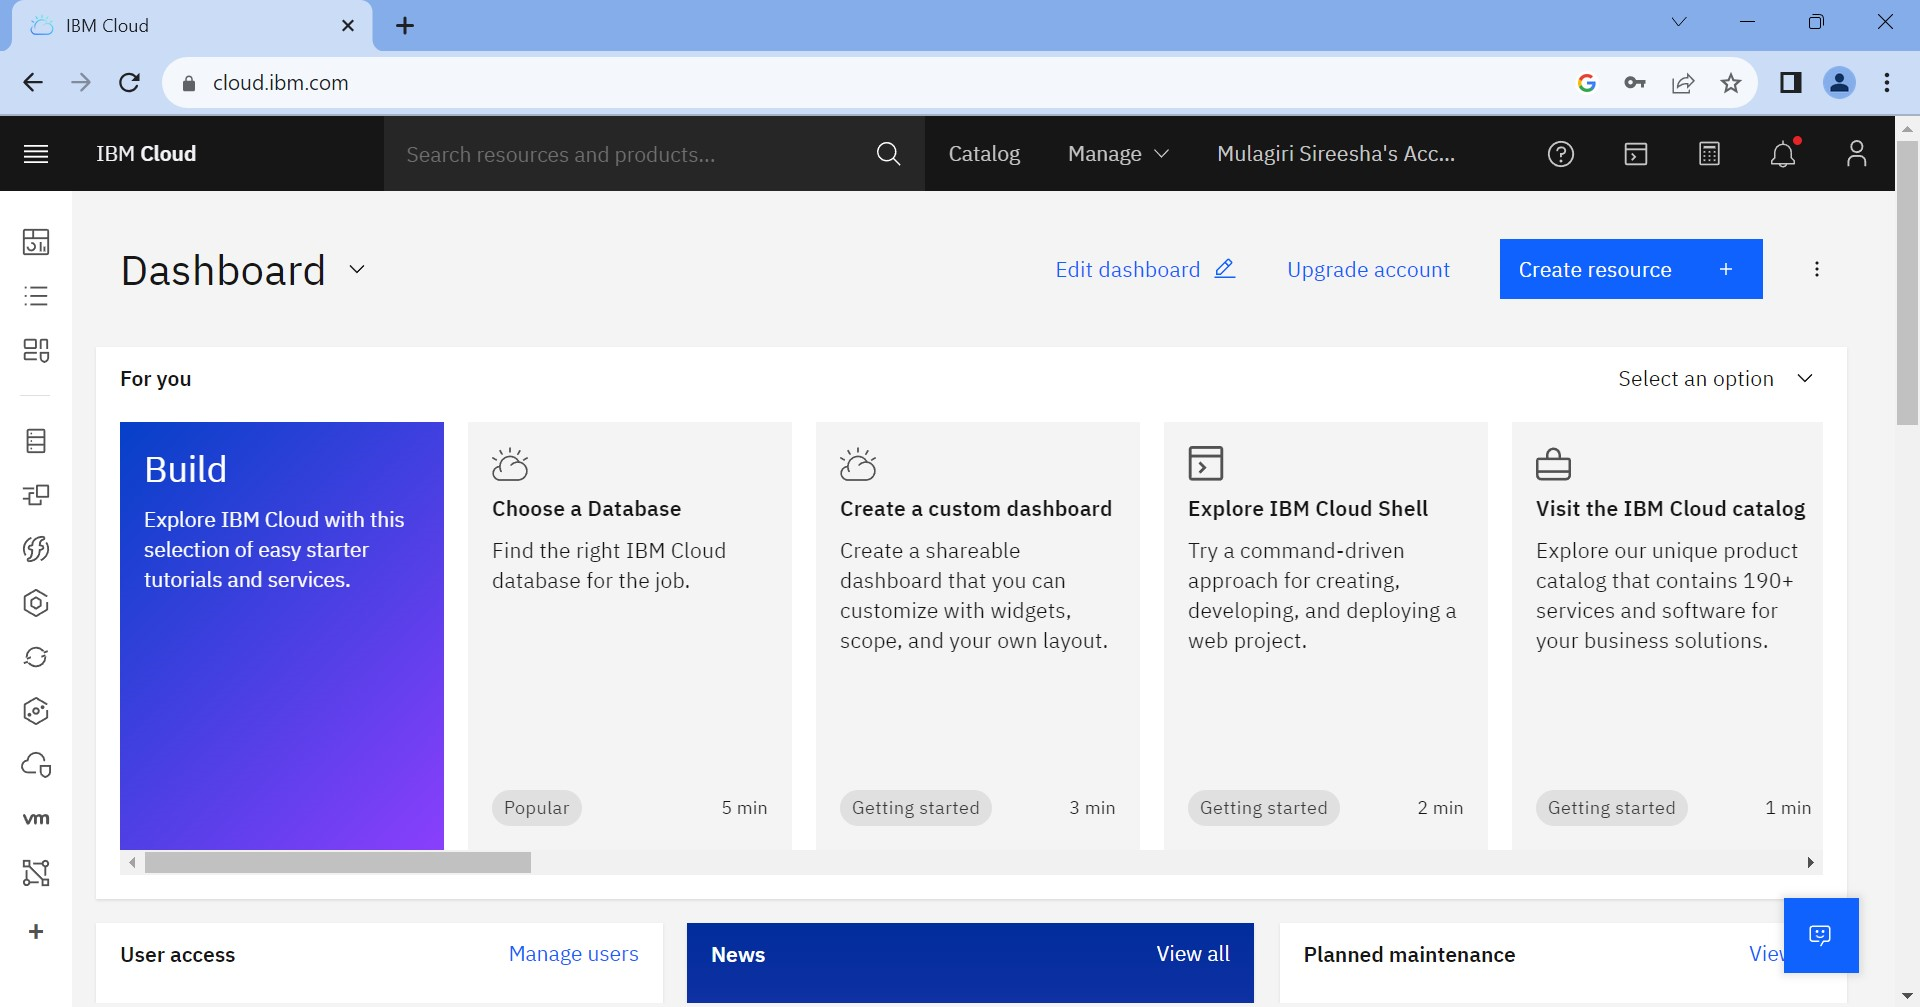 IBM Cloud
cloud.ibm.com
IBM Cloud
Search resources and products...
Catalog
Manage
Mulagiri Sireesha's Acc...
Dashboard
Edit dashboard
Upgrade account
Create resource +
For you
Select an option
Build
Explore IBM Cloud with this
selection of easy starter
tutorials and services.
Choose a Database
Find the right IBM Cloud
database for the job.
Popular
5 min
Create a custom dashboard
Create a shareable
dashboard that you can
customize with widgets,
scope, and your own layout.
Getting started
3 min
Explore IBM Cloud Shell
Try a command-driven
approach for creating,
developing, and deploying a
web project.
Getting started
2 min
Visit the IBM Cloud catalog
Explore our unique product
catalog that contains 190+
services and software for
your business solutions.
Getting started
1 min
vm
User access
Manage users
News
View all
Planned maintenance